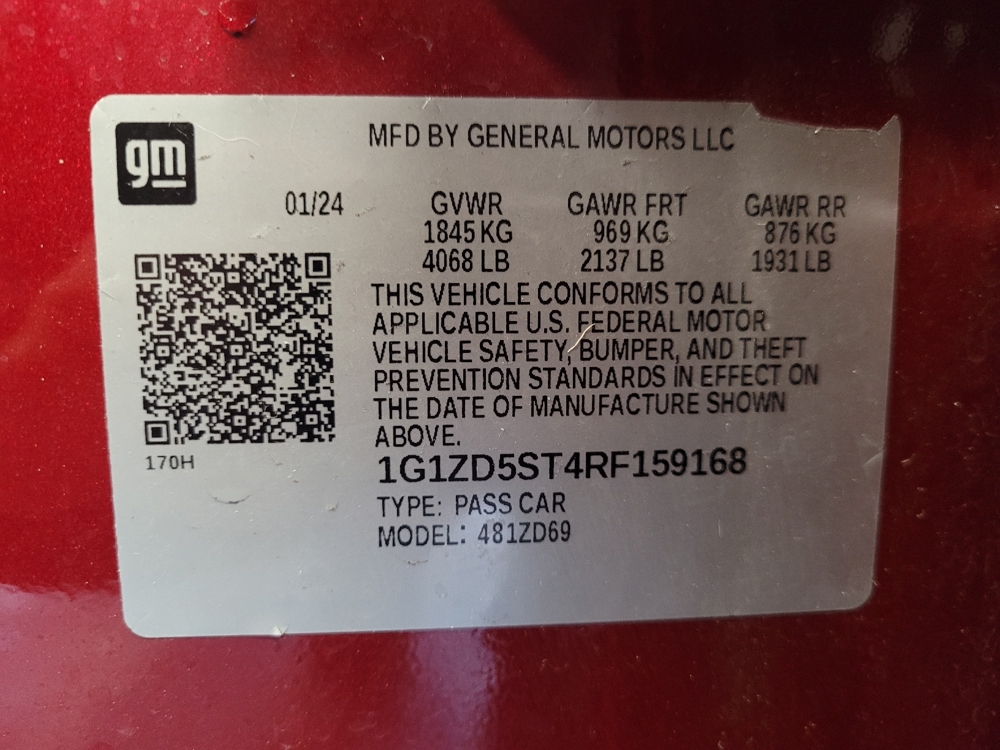 gm
MFD BY GENERAL MOTORS LLC
01/24 GVWR GAWR FRT GAWR RR
1845 KG 969 KG 876 KG
4068 LB 2137 LB 1931 LB
THIS VEHICLE CONFORMS TO ALL
APPLICABLE U.S. FEDERAL MOTOR
VEHICLE SAFETY, BUMPER, AND THEFT
PREVENTION STANDARDS IN EFFECT ON
THE DATE OF MANUFACTURE SHOWN
ABOVE.
170H
1G1ZD5ST4RF159168
TYPE: PASS CAR
MODEL: 481ZD69